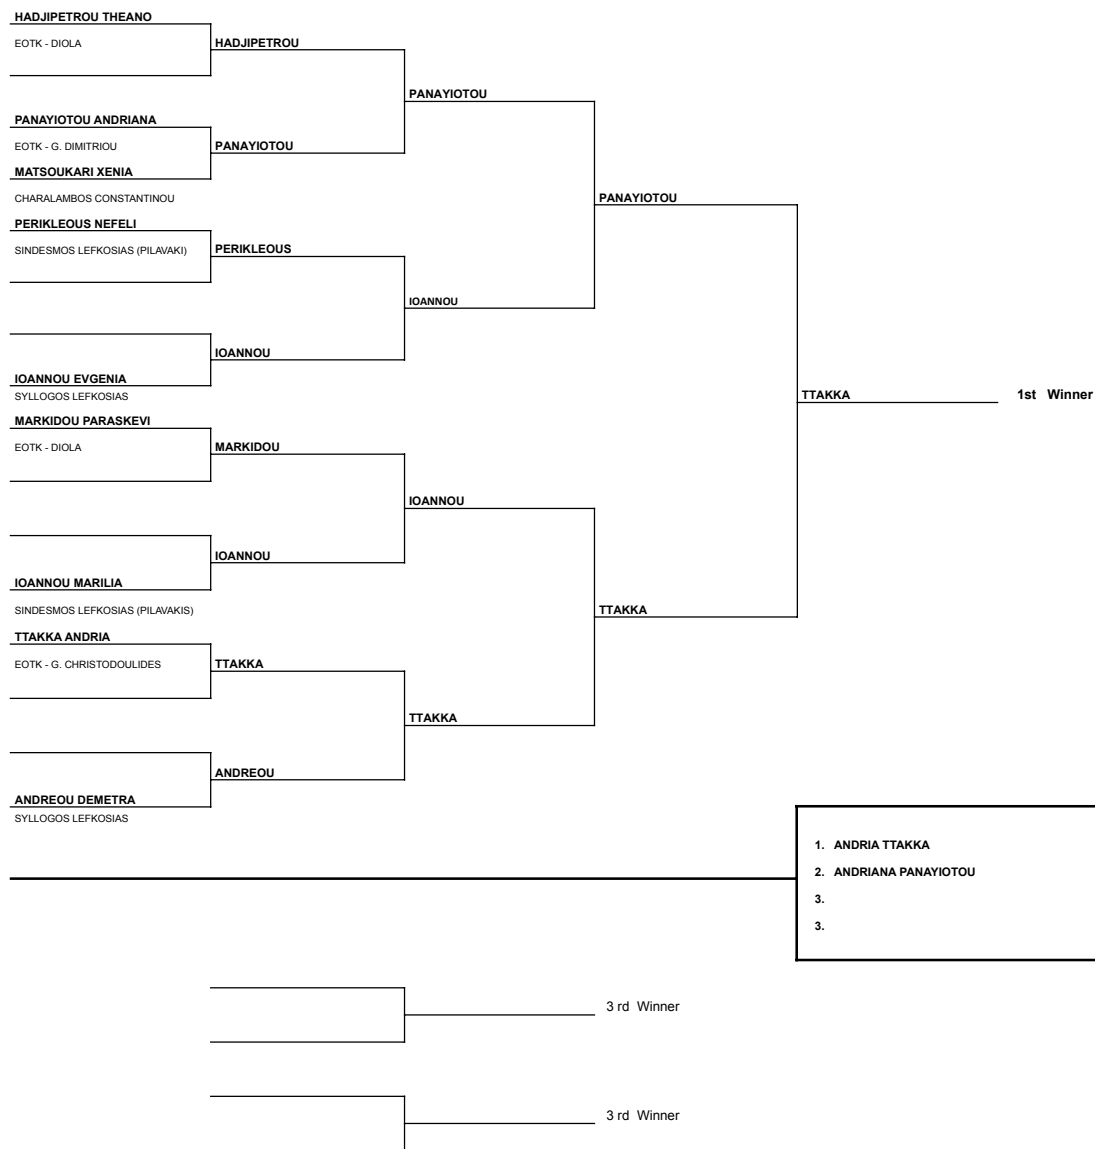 HADJIPETROU THEANO
EOTK - DIOLA
HADJIPETROU
PANAYIOTOU
PANAYIOTOU ANDRIANA
EOTK - G. DIMITRIOU
PANAYIOTOU
MATSOUKARI XENIA
CHARALAMBOS CONSTANTINOU
PANAYIOTOU
PERIKLEOUS NEFELI
SINDESMOS LEFKOSIAS (PILAVAKI)
PERIKLEOUS
IOANNOU
IOANNOU
IOANNOU EVGENIA
SYLLOGOS LEFKOSIAS
TTAKKA
1st Winner
MARKIDOU PARASKEVI
EOTK - DIOLA
MARKIDOU
IOANNOU
IOANNOU
IOANNOU MARILIA
SINDESMOS LEFKOSIAS (PILAVAKIS)
TTAKKA
TTAKKA ANDRIA
EOTK - G. CHRISTODOULIDES
TTAKKA
TTAKKA
ANDREOU
ANDREOU DEMETRA
SYLLOGOS LEFKOSIAS
1. ANDRIA TTAKKA
2. ANDRIANA PANAYIOTOU
3.
3.
3 rd Winner
3 rd Winner